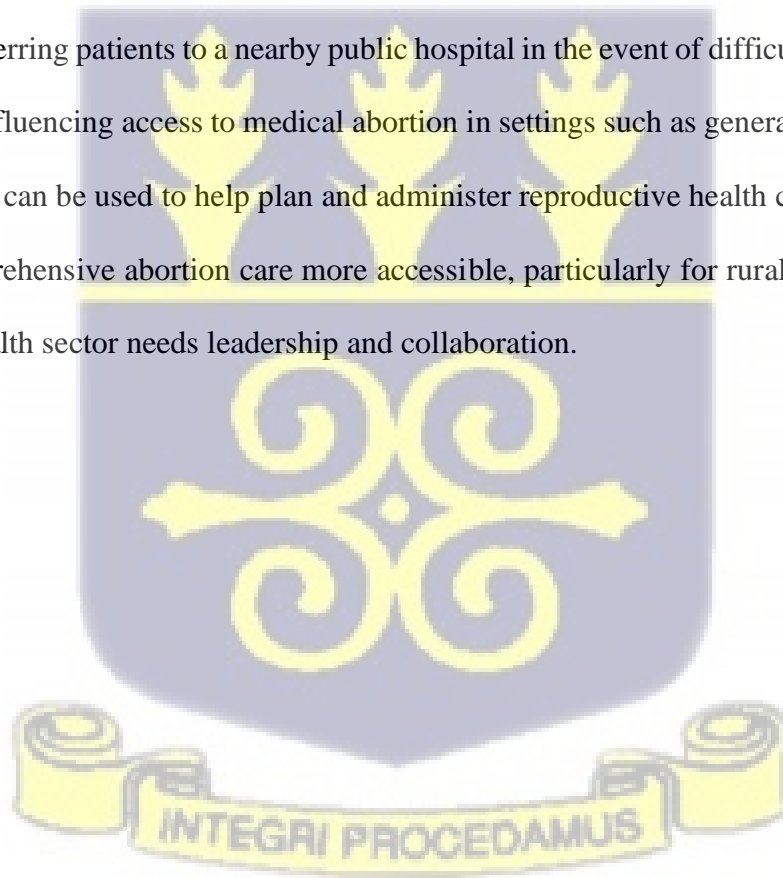 erring patients to a nearby public hospital in the event of difficu
fluencing access to medical abortion in settings such as genera
can be used to help plan and administer reproductive health c
rehensive abortion care more accessible, particularly for rural
lth sector needs leadership and collaboration.
INTEGRI PROCEDAMUS